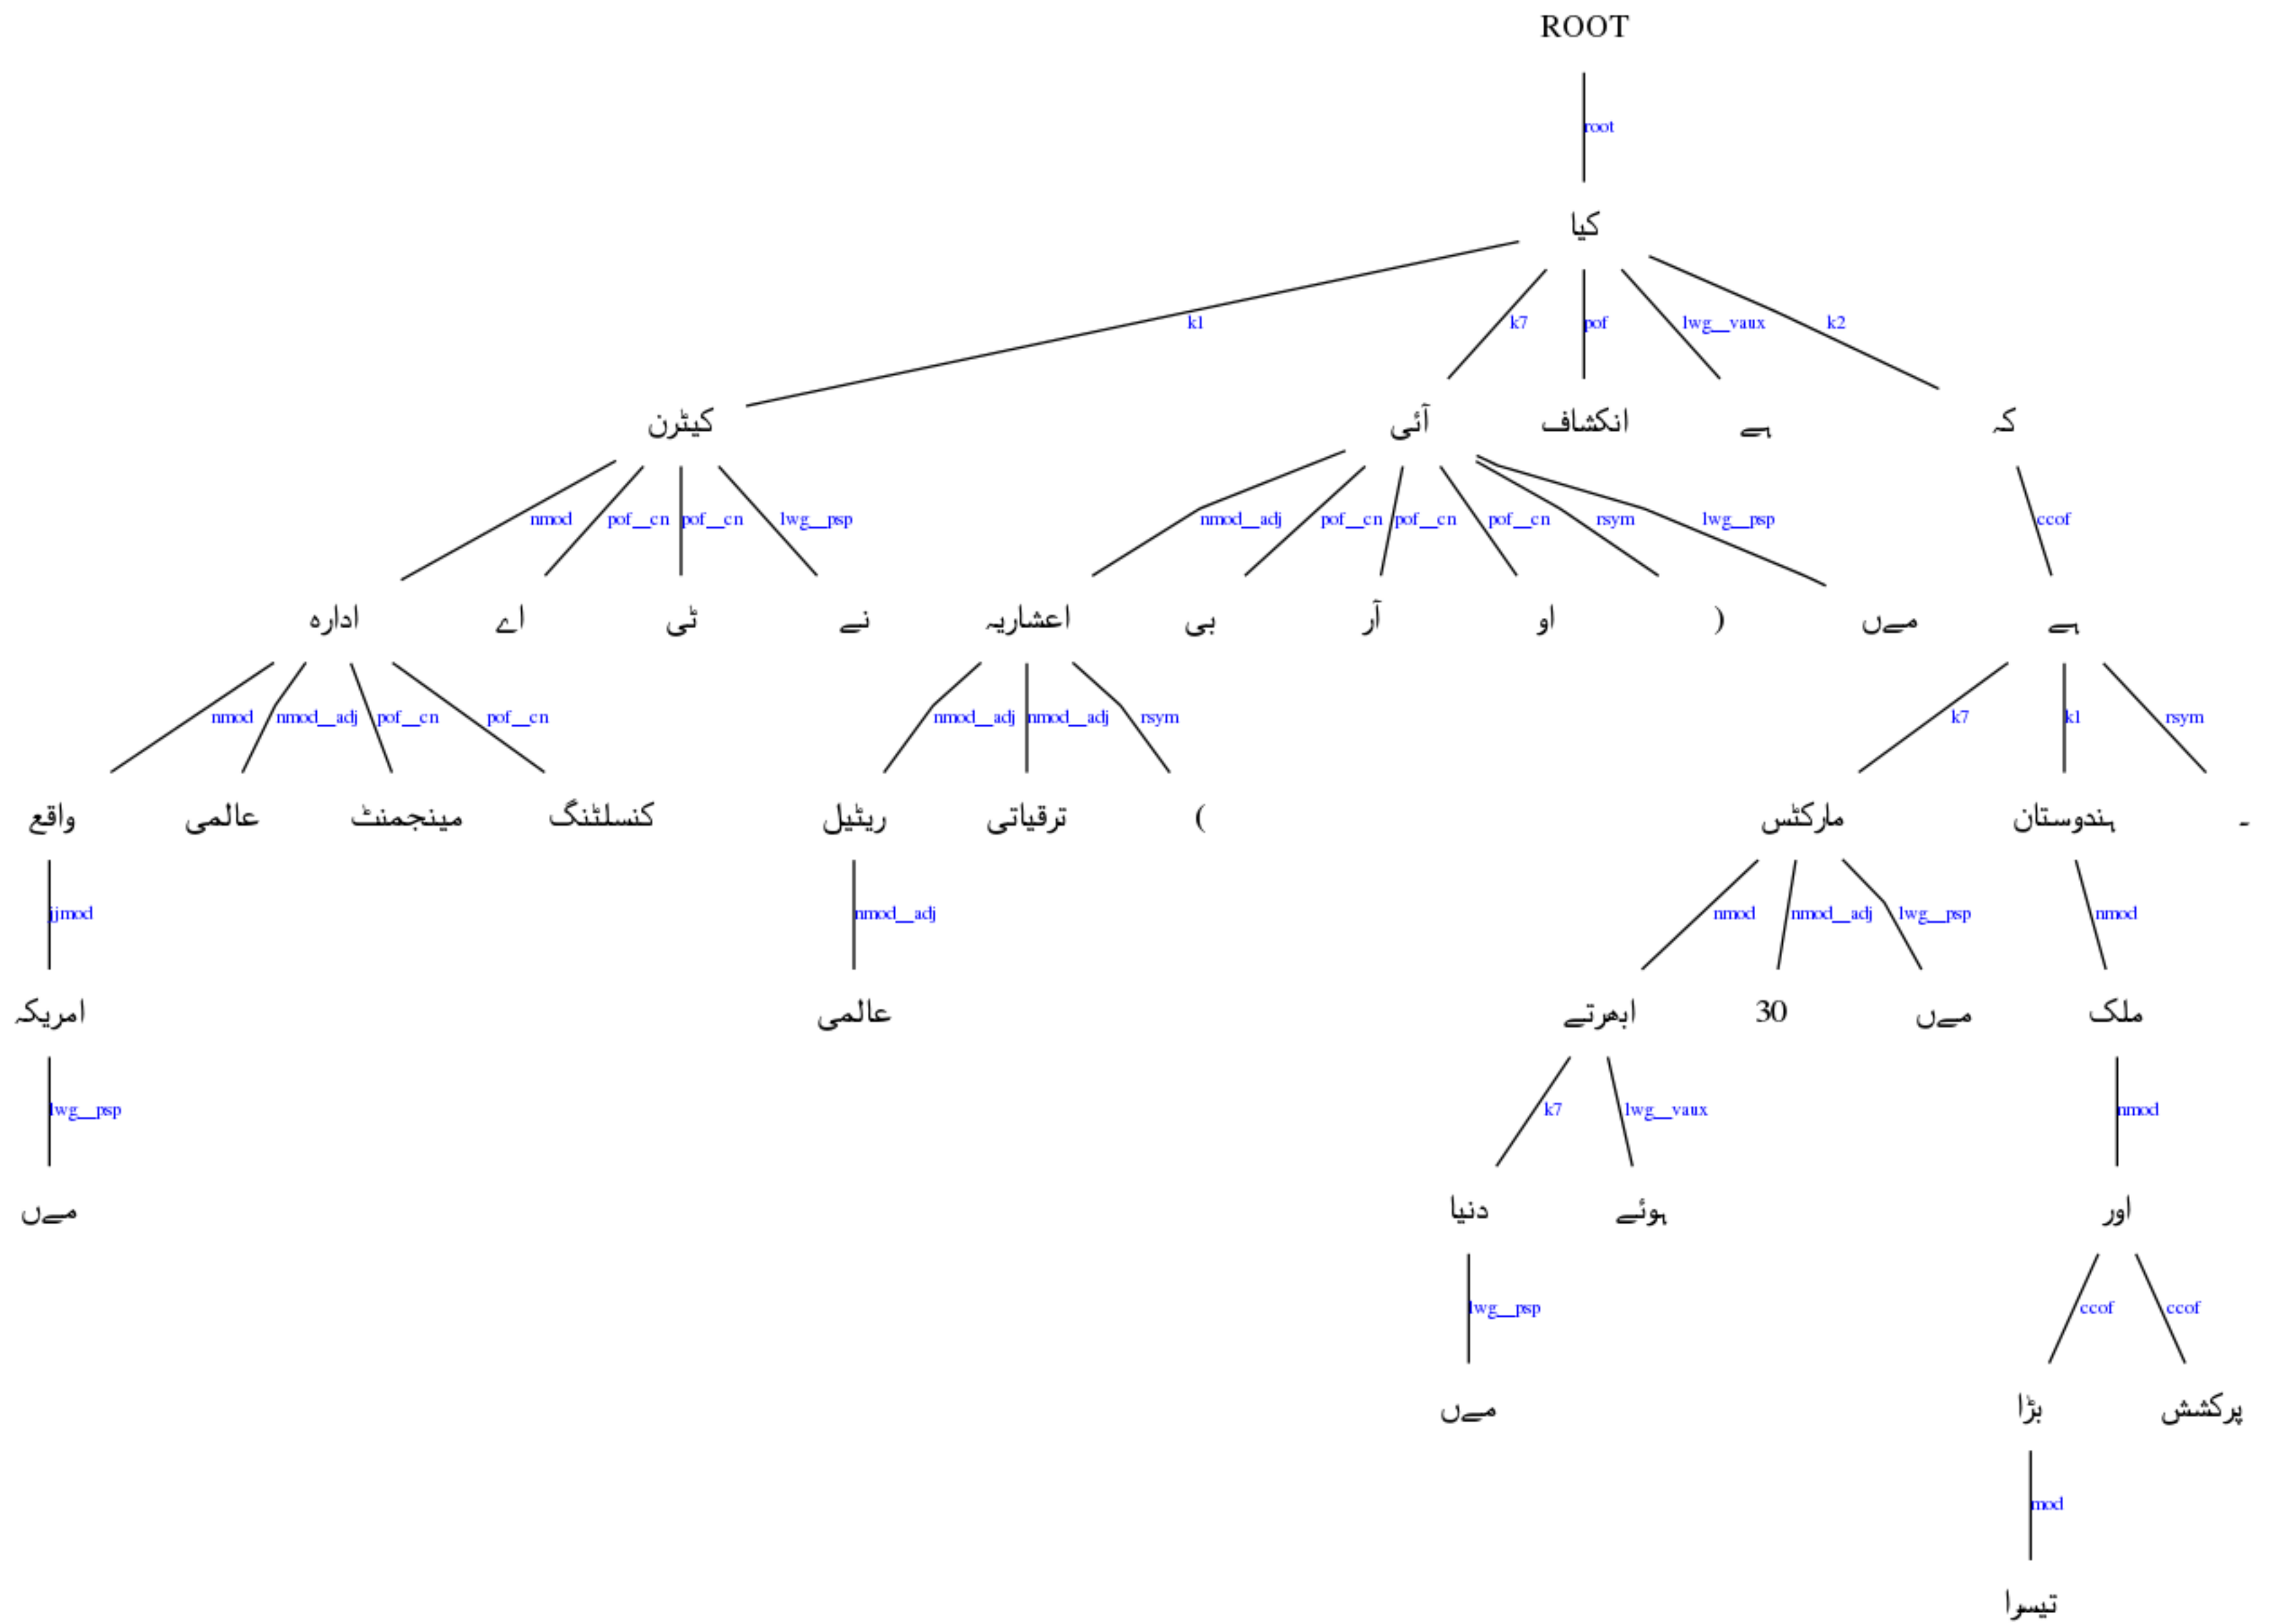 ROOT
root
کیا
k1 k7 pof lwg__vaux k2
کیٹرن آئی انکشاف ہے کہ
nmod pof__cn pof__cn lwg__psp nmod__adj pof__cn pof__cn pof__cn rsym lwg__psp ccof
ادارہ اے ٹی نے اعشاریہ بی آر او ) مےں ہے
nmod nmod__adj pof__cn pof__cn nmod__adj nmod__adj rsym k7 k1 rsym
واقع عالمی مینجمنٹ کنسلٹنگ ریٹیل ترقیاتی ( مارکٹس ہندوستان ۔
jjmod nmod__adj nmod nmod__adj lwg__psp nmod
امریکہ عالمی ابھرتے 30 مےں ملک
lwg__psp k7 lwg__vaux nmod
مےں دنیا ہوئے اور
lwg__psp ccof ccof
مےں بڑا پرکشش
mod
تیسرا